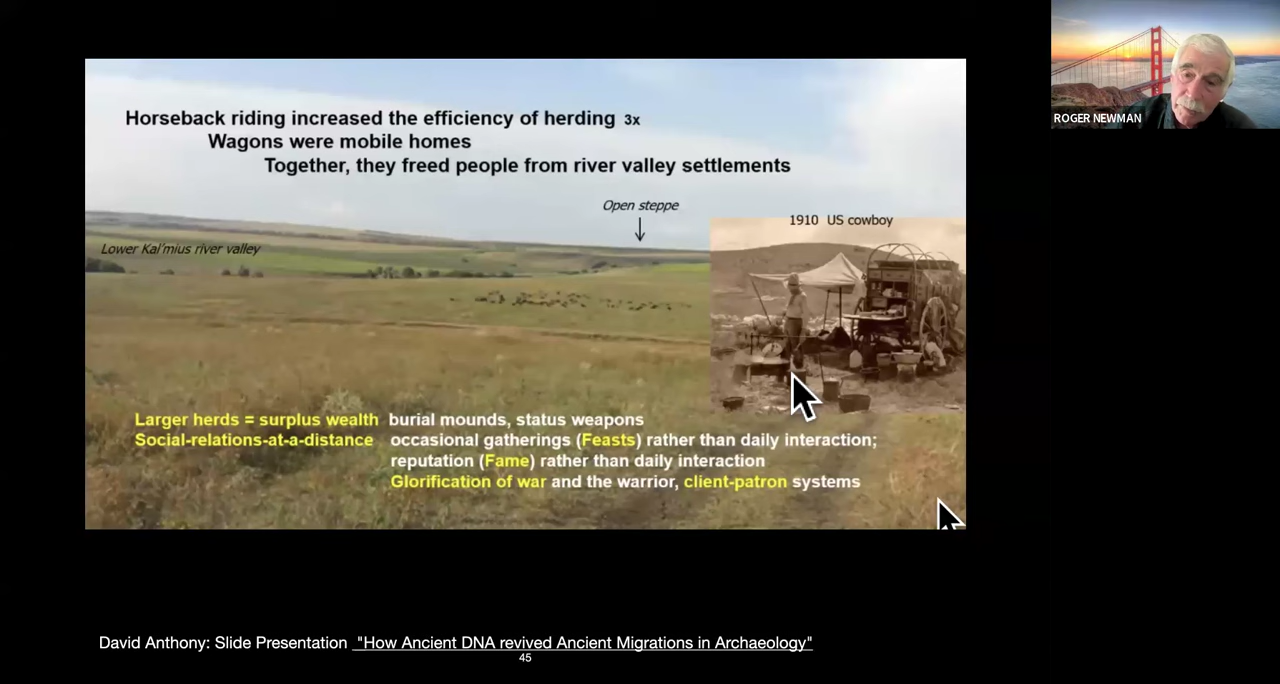 Horseback riding increased the efficiency of herding 3x
Wagons were mobile homes
Together, they freed people from river valley settlements
Open steppe
1910 US cowboy
Lower Kal'mius river valley
Larger herds = surplus wealth burial mounds, status weapons
Social-relations-at-a-distance occasional gatherings (Feasts) rather than daily interaction;
reputation (Fame) rather than daily interaction
Glorification of war and the warrior, client-patron systems
David Anthony: Slide Presentation "How Ancient DNA revived Ancient Migrations in Archaeology"
45
ROGER NEWMAN